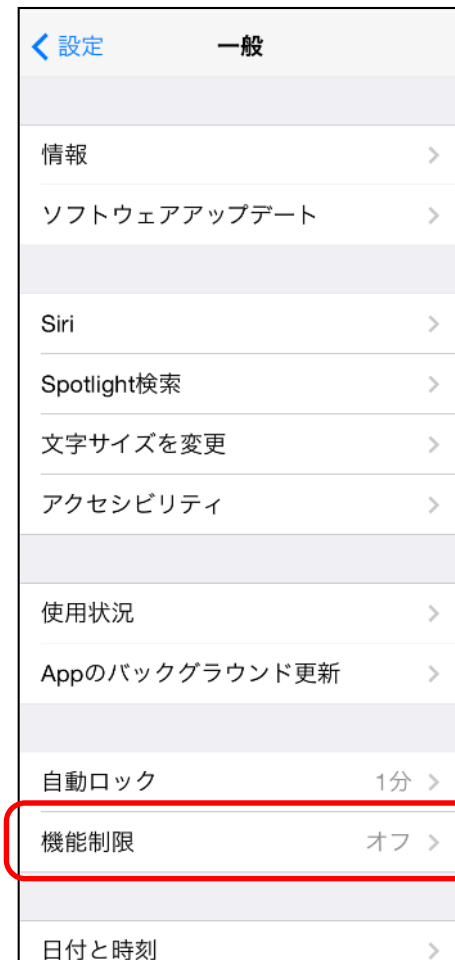 設定 一般
情報
ソフトウェアアップデート
Siri
Spotlight検索
文字サイズを変更
アクセシビリティ
使用状況
Appのバックグラウンド更新
自動ロック 1分
機能制限 オフ
日付と時刻